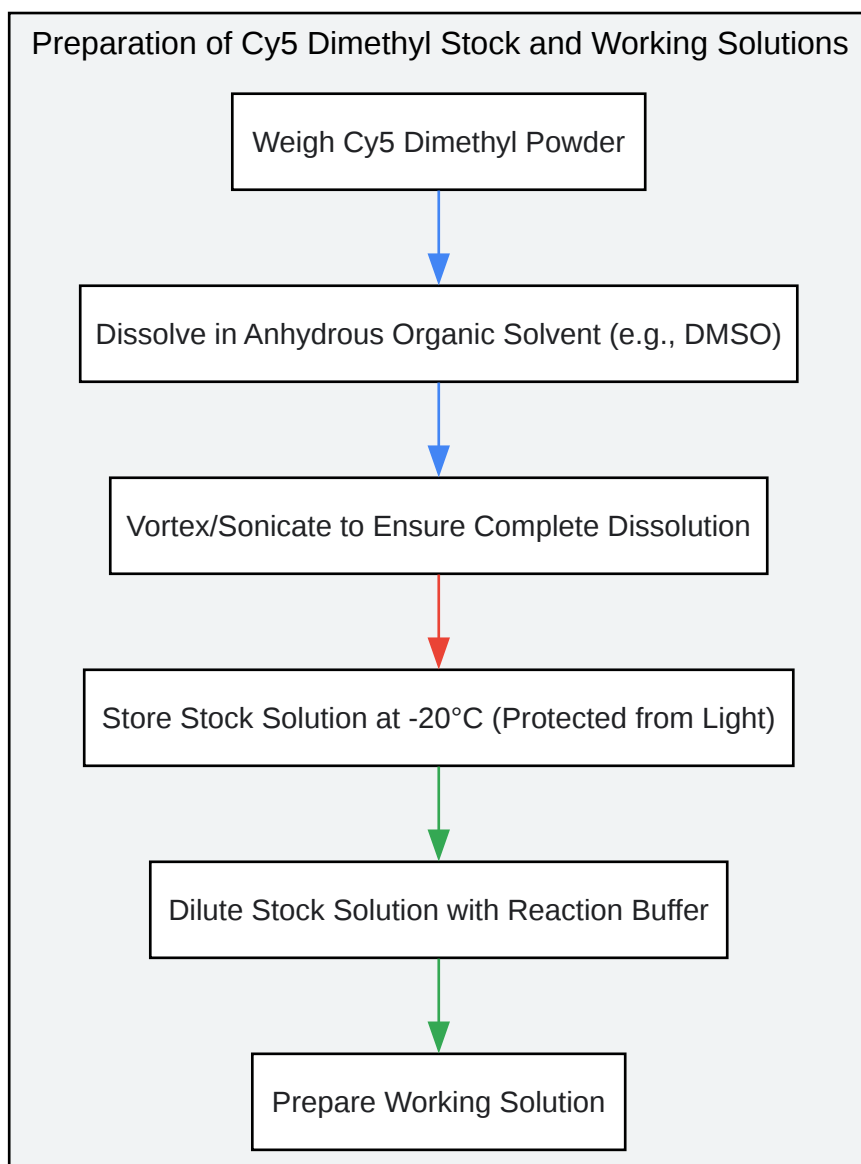 Preparation of Cy5 Dimethyl Stock and Working Solutions
Weigh Cy5 Dimethyl Powder
Dissolve in Anhydrous Organic Solvent (e.g., DMSO)
Vortex/Sonicate to Ensure Complete Dissolution
Store Stock Solution at -20°C (Protected from Light)
Dilute Stock Solution with Reaction Buffer
Prepare Working Solution